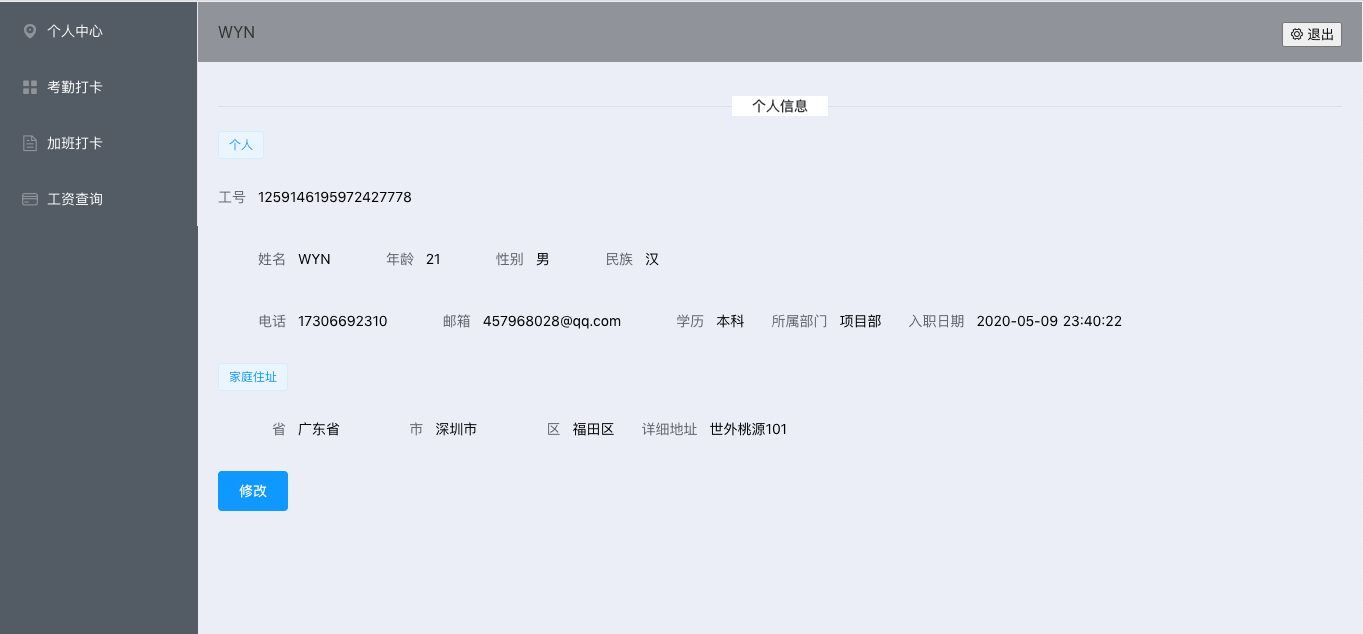 个人中心
考勤打卡
加班打卡
工资查询
WYN
退出
个人信息
个人
工号 1259146195972427778
姓名 WYN 年龄 21 性别 男 民族 汉
电话 17306692310 邮箱 457968028@qq.com 学历 本科 所属部门 项目部 入职日期 2020-05-09 23:40:22
家庭住址
省 广东省 市 深圳市 区 福田区 详细地址 世外桃源101
修改